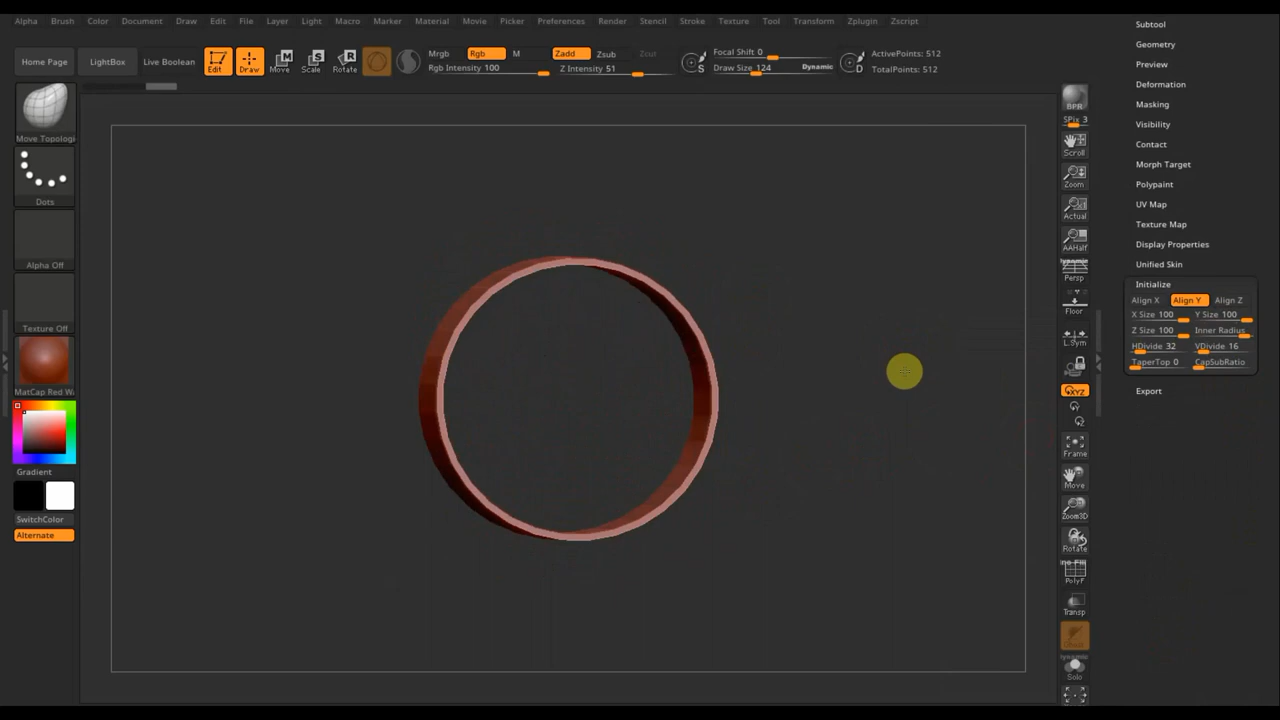 Alpha Brush Color Document Draw Edit File Layer Light Macro Marker Material Movie Picker Preferences Render Stencil Stroke Texture Tool Transform Zplugin Zscript
Home Page
LightBox
Live Boolean
Edit
Draw
Move
Scale
Rotate
Mrgb Rgb M
Rgb Intensity 100
Zadd Zsub Zcut
Z Intensity 51
S
Focal Shift 0
Draw Size 124 Dynamic
D
ActivePoints: 512
TotalPoints: 512
Move Topologi
Dots
Alpha Off
Texture Off
MatCap Red Wa
Gradient
SwitchColor
Alternate
BPR
SPix 3
Scroll
Zoom
Actual
AAHalf
Dynamic
Persp
Floor
L.Sym
XYZ
Y
Z
Frame
Move
Zoom3D
Rotate
PolyF
Transp
Dynamic
Solo
Subtool
Geometry
Preview
Deformation
Masking
Visibility
Contact
Morph Target
Polypaint
UV Map
Texture Map
Display Properties
Unified Skin
Initialize
Align X Align Y Align Z
X Size 100 Y Size 100
Z Size 100 Inner Radius
HDivide 32 VDivide 16
TaperTop 0 CapSubRatio
Export